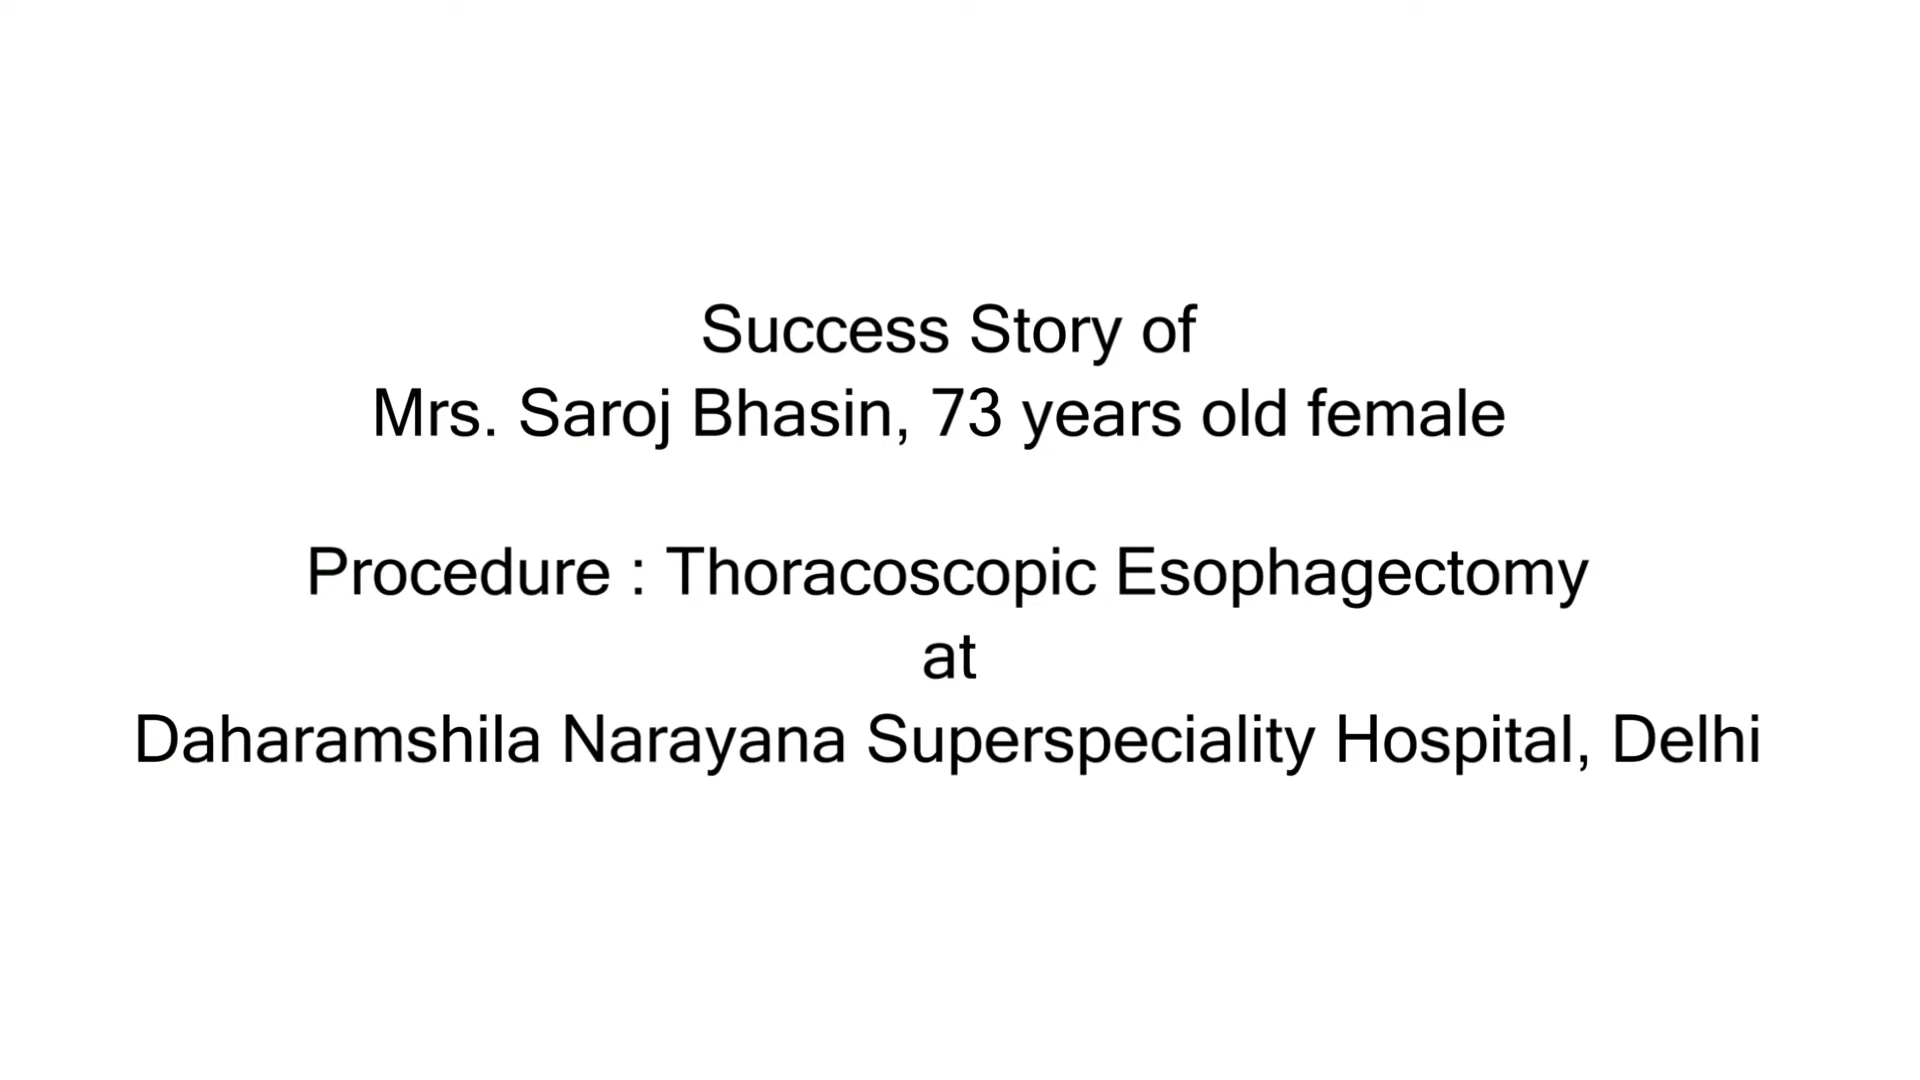 Success Story of
Mrs. Saroj Bhasin, 73 years old female
Procedure : Thoracoscopic Esophagectomy
at
Daharamshila Narayana Superspeciality Hospital, Delhi